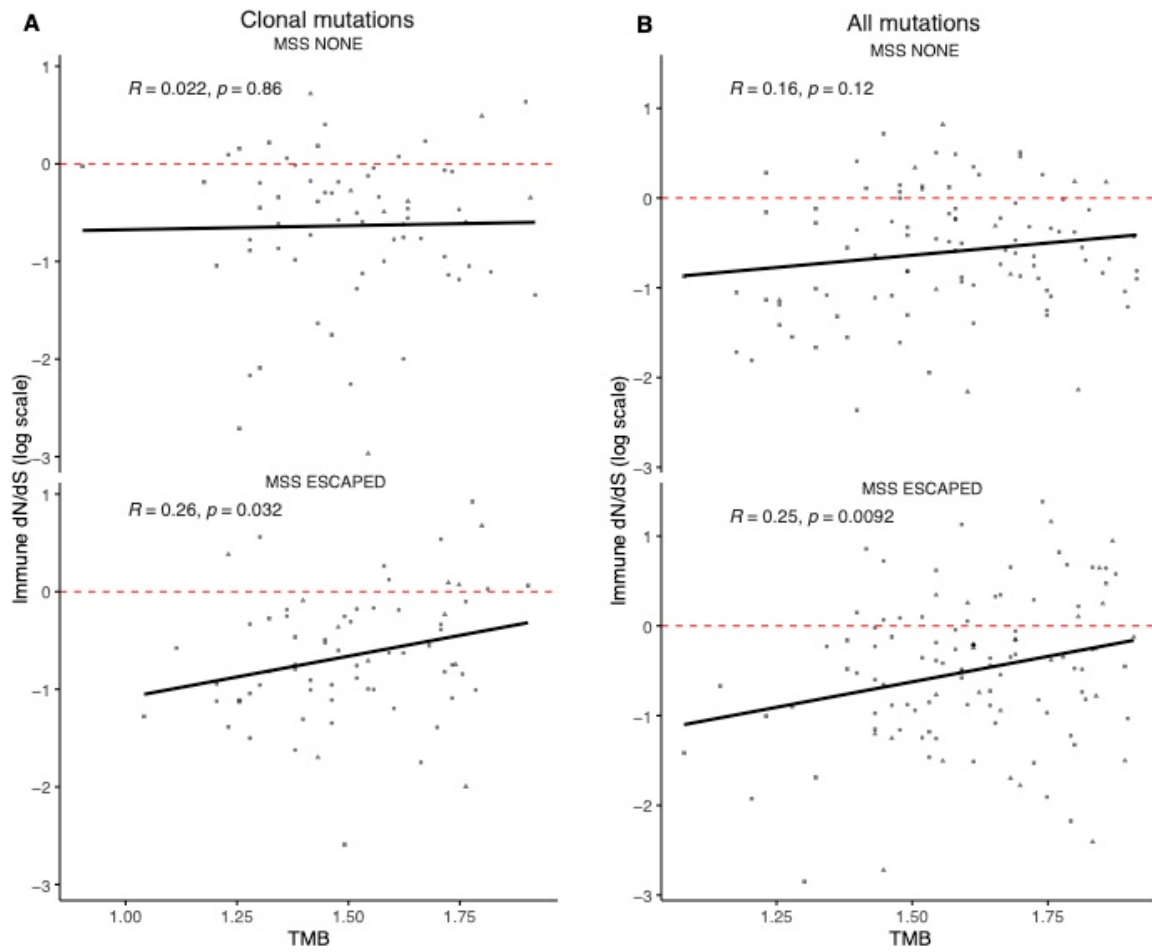 A
Clonal mutations
MSS NONE
R = 0.022, p = 0.86
1
0
−1
−2
−3
MSS ESCAPED
R = 0.26, p = 0.032
1
0
−1
−2
−3
Immune dN/dS (log scale)
1.00 1.25 1.50 1.75
TMB
B
All mutations
MSS NONE
R = 0.16, p = 0.12
1
0
−1
−2
−3
MSS ESCAPED
R = 0.25, p = 0.0092
1
0
−1
−2
−3
Immune dN/dS (log scale)
1.25 1.50 1.75
TMB